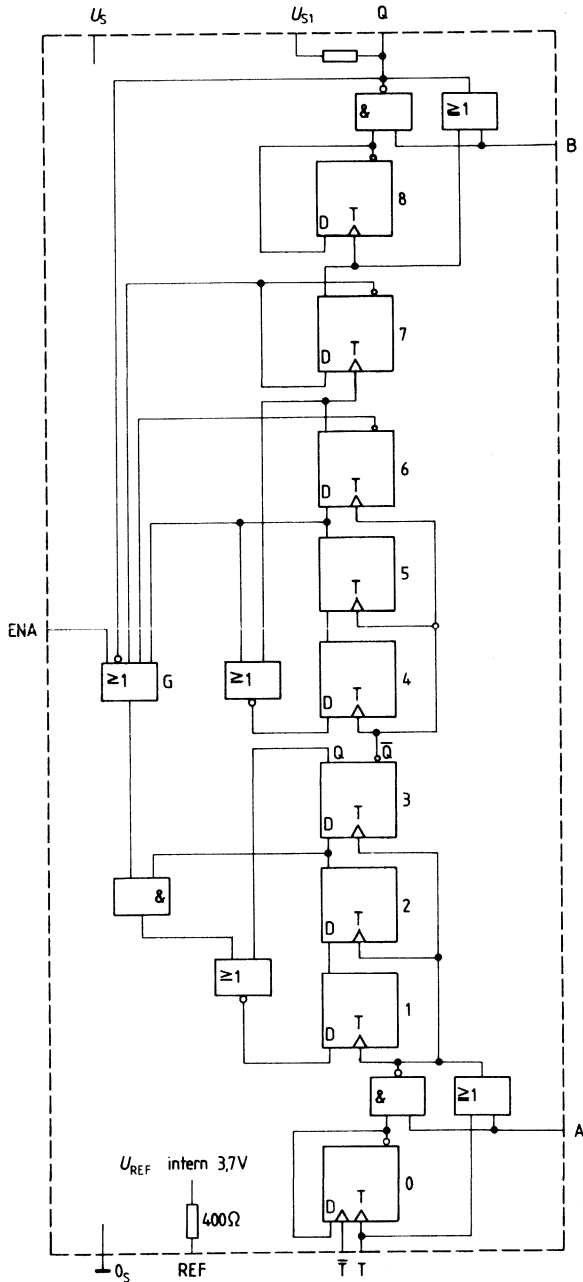 U_S U_S1 Q
& ≧1
B
8
D T
7
D T
6
D T
5
T
ENA
≧1 G ≧1 4
D T
Q Q̅
3
D T
& 2
D T
≧1
1
D T
& ≧1
A
U_REF intern 3,7V
0
D T
400Ω
0_S REF T̅ T